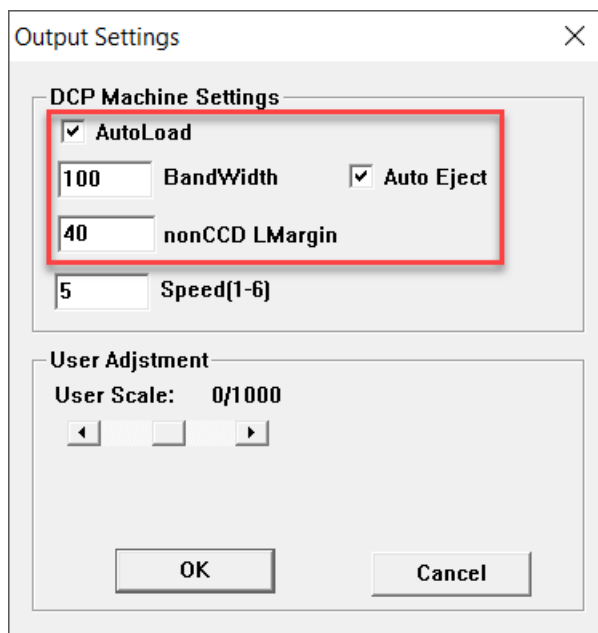 Output Settings
DCP Machine Settings
AutoLoad
100 BandWidth Auto Eject
40 nonCCD LMargin
5 Speed(1-6)
User Adjstment
User Scale: 0/1000
OK Cancel